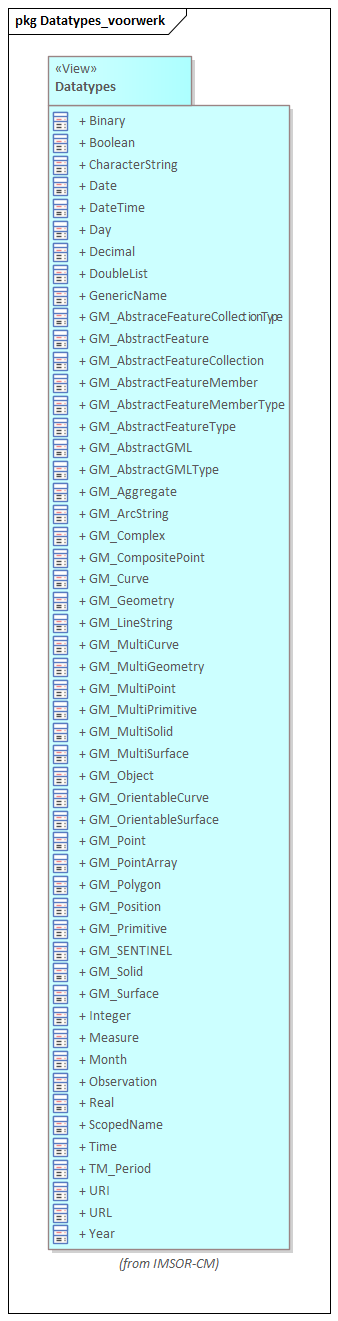 pkg Datatypes_voorwerk
«View»
Datatypes
+ Binary
+ Boolean
+ CharacterString
+ Date
+ DateTime
+ Day
+ Decimal
+ DoubleList
+ GenericName
+ GM_AbstraceFeatureCollectionType
+ GM_AbstractFeature
+ GM_AbstractFeatureCollection
+ GM_AbstractFeatureMember
+ GM_AbstractFeatureMemberType
+ GM_AbstractFeatureType
+ GM_AbstractGML
+ GM_AbstractGMLType
+ GM_Aggregate
+ GM_ArcString
+ GM_Complex
+ GM_CompositePoint
+ GM_Curve
+ GM_Geometry
+ GM_LineString
+ GM_MultiCurve
+ GM_MultiGeometry
+ GM_MultiPoint
+ GM_MultiPrimitive
+ GM_MultiSolid
+ GM_MultiSurface
+ GM_Object
+ GM_OrientableCurve
+ GM_OrientableSurface
+ GM_Point
+ GM_PointArray
+ GM_Polygon
+ GM_Position
+ GM_Primitive
+ GM_SENTINEL
+ GM_Solid
+ GM_Surface
+ Integer
+ Measure
+ Month
+ Observation
+ Real
+ ScopedName
+ Time
+ TM_Period
+ URI
+ URL
+ Year
(from IMSOR-CM)